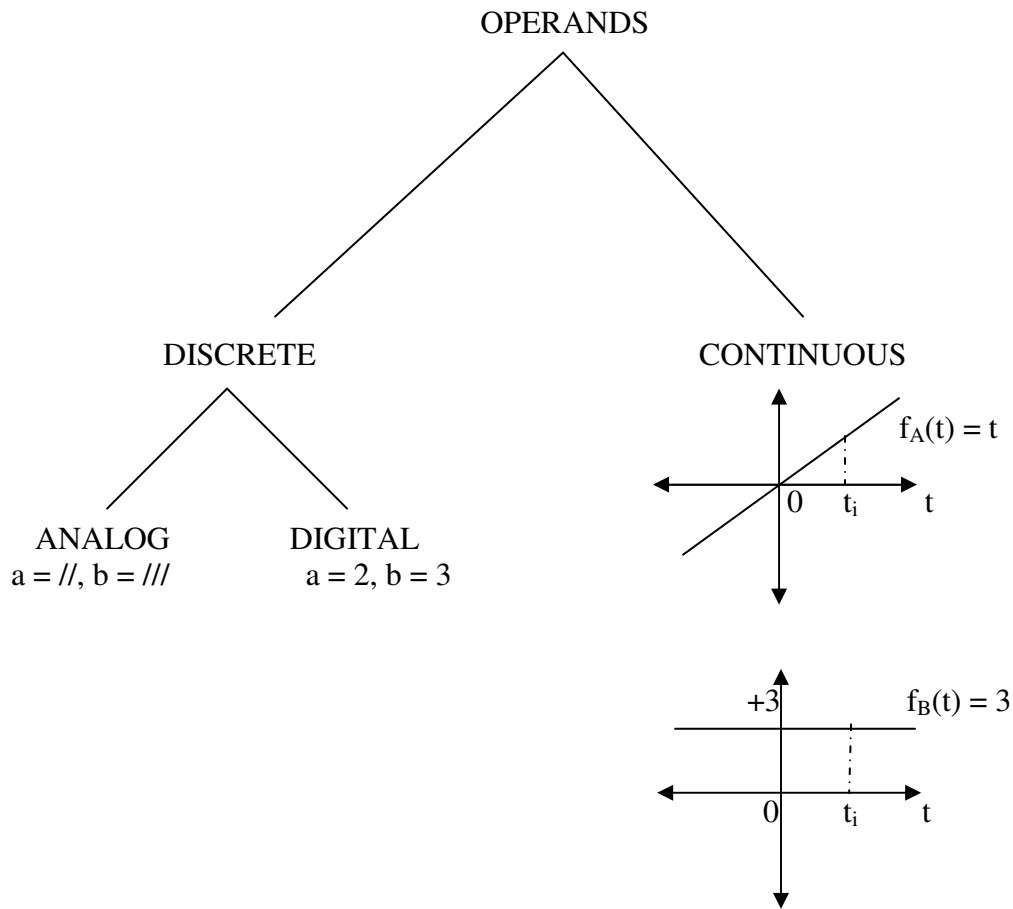 OPERANDS
DISCRETE
CONTINUOUS
f_A(t) = t
0 t_i t
ANALOG
a = //, b = ///
DIGITAL
a = 2, b = 3
+3
f_B(t) = 3
0 t_i t